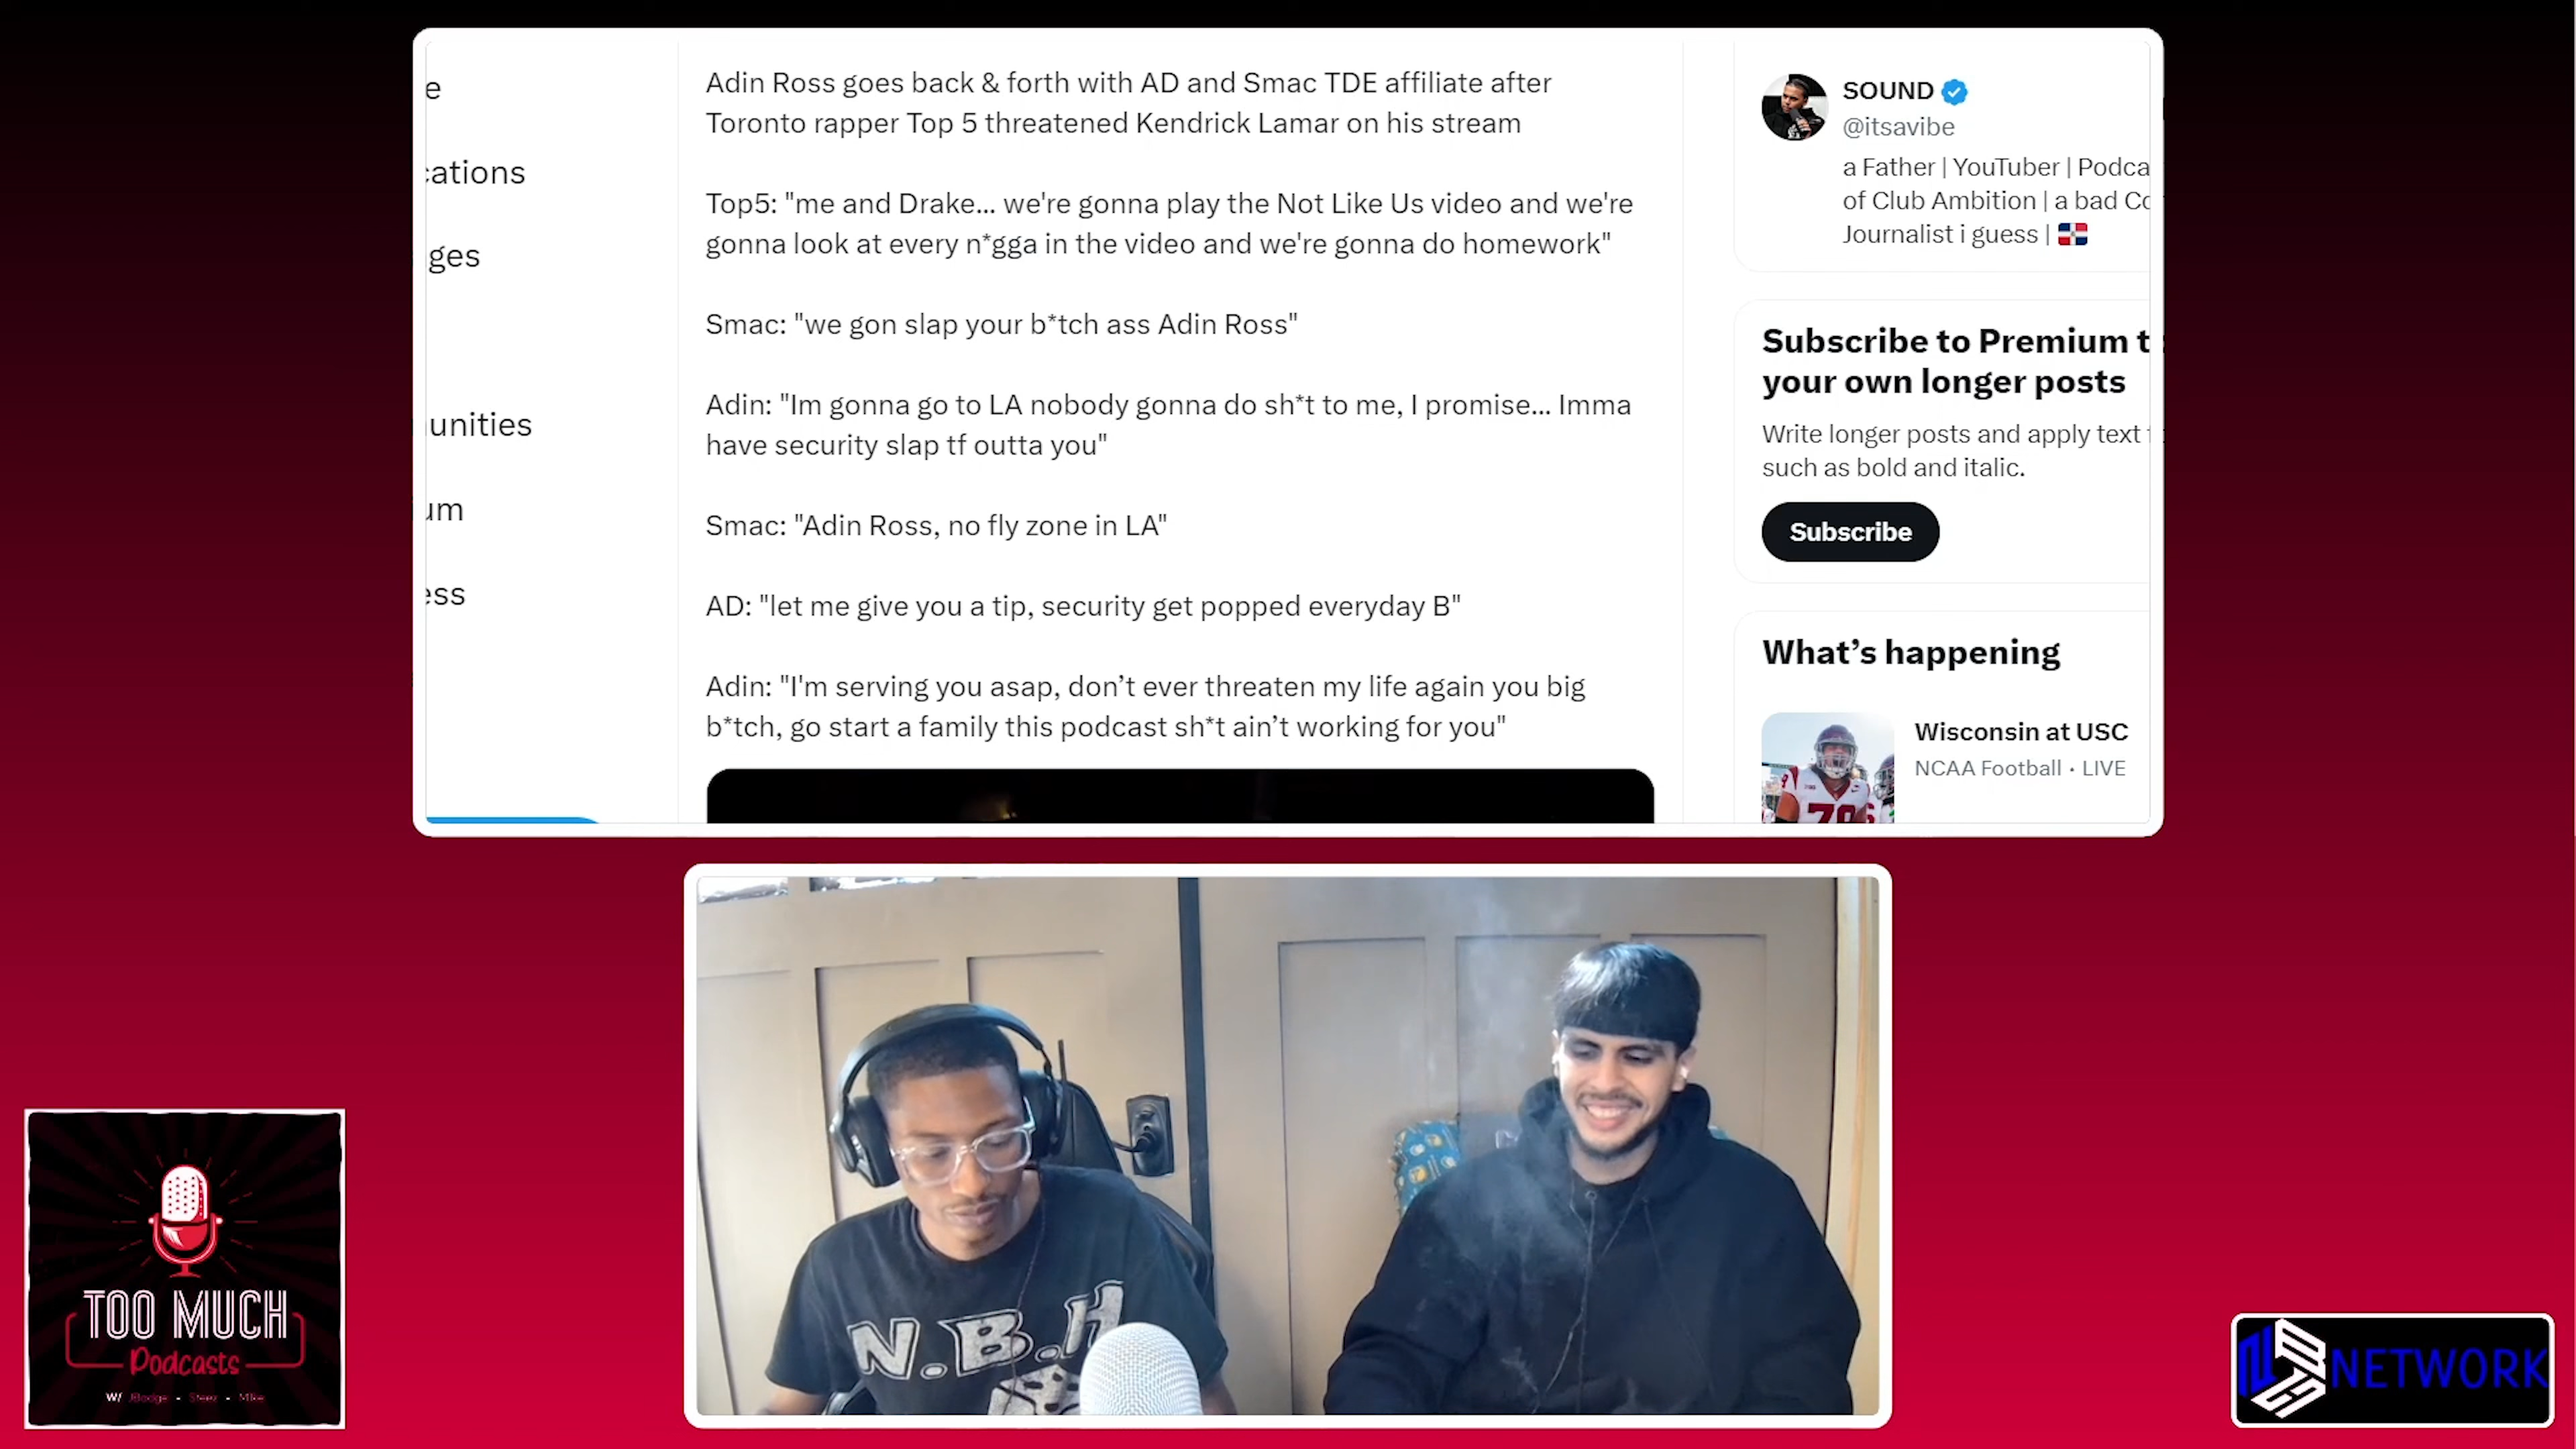 e
cations
ges
unities
um
ess
Adin Ross goes back & forth with AD and Smac TDE affiliate after
Toronto rapper Top 5 threatened Kendrick Lamar on his stream
Top5: "me and Drake... we're gonna play the Not Like Us video and we're
gonna look at every n*gga in the video and we're gonna do homework"
Smac: "we gon slap your b*tch ass Adin Ross"
Adin: "Im gonna go to LA nobody gonna do sh*t to me, I promise... Imma
have security slap tf outta you"
Smac: "Adin Ross, no fly zone in LA"
AD: "let me give you a tip, security get popped everyday B"
Adin: "I'm serving you asap, don’t ever threaten my life again you big
b*tch, go start a family this podcast sh*t ain’t working for you"
SOUND
@itsavibe
a Father | YouTuber | Podca
of Club Ambition | a bad Co
Journalist i guess |
Subscribe to Premium t
your own longer posts
Write longer posts and apply text f
such as bold and italic.
Subscribe
What’s happening
Wisconsin at USC
NCAA Football · LIVE
N.B.H
TOO MUCH
Podcasts
W/ - Steez - Mike
NETWORK